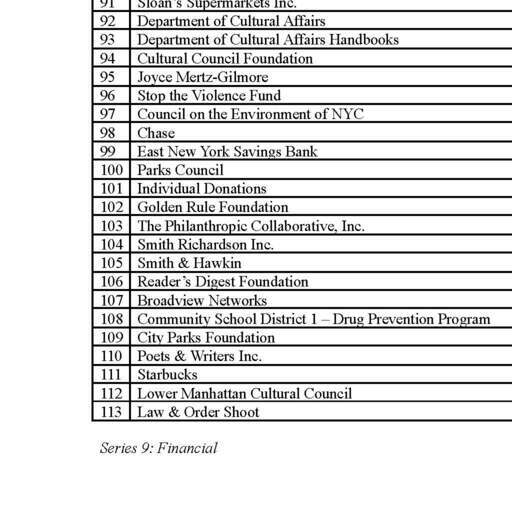 91 Sloan's Supermarkets Inc.
92 Department of Cultural Affairs
93 Department of Cultural Affairs Handbooks
94 Cultural Council Foundation
95 Joyce Mertz-Gilmore
96 Stop the Violence Fund
97 Council on the Environment of NYC
98 Chase
99 East New York Savings Bank
100 Parks Council
101 Individual Donations
102 Golden Rule Foundation
103 The Philanthropic Collaborative, Inc.
104 Smith Richardson Inc.
105 Smith & Hawkin
106 Reader’s Digest Foundation
107 Broadview Networks
108 Community School District 1 – Drug Prevention Program
109 City Parks Foundation
110 Poets & Writers Inc.
111 Starbucks
112 Lower Manhattan Cultural Council
113 Law & Order Shoot
Series 9: Financial